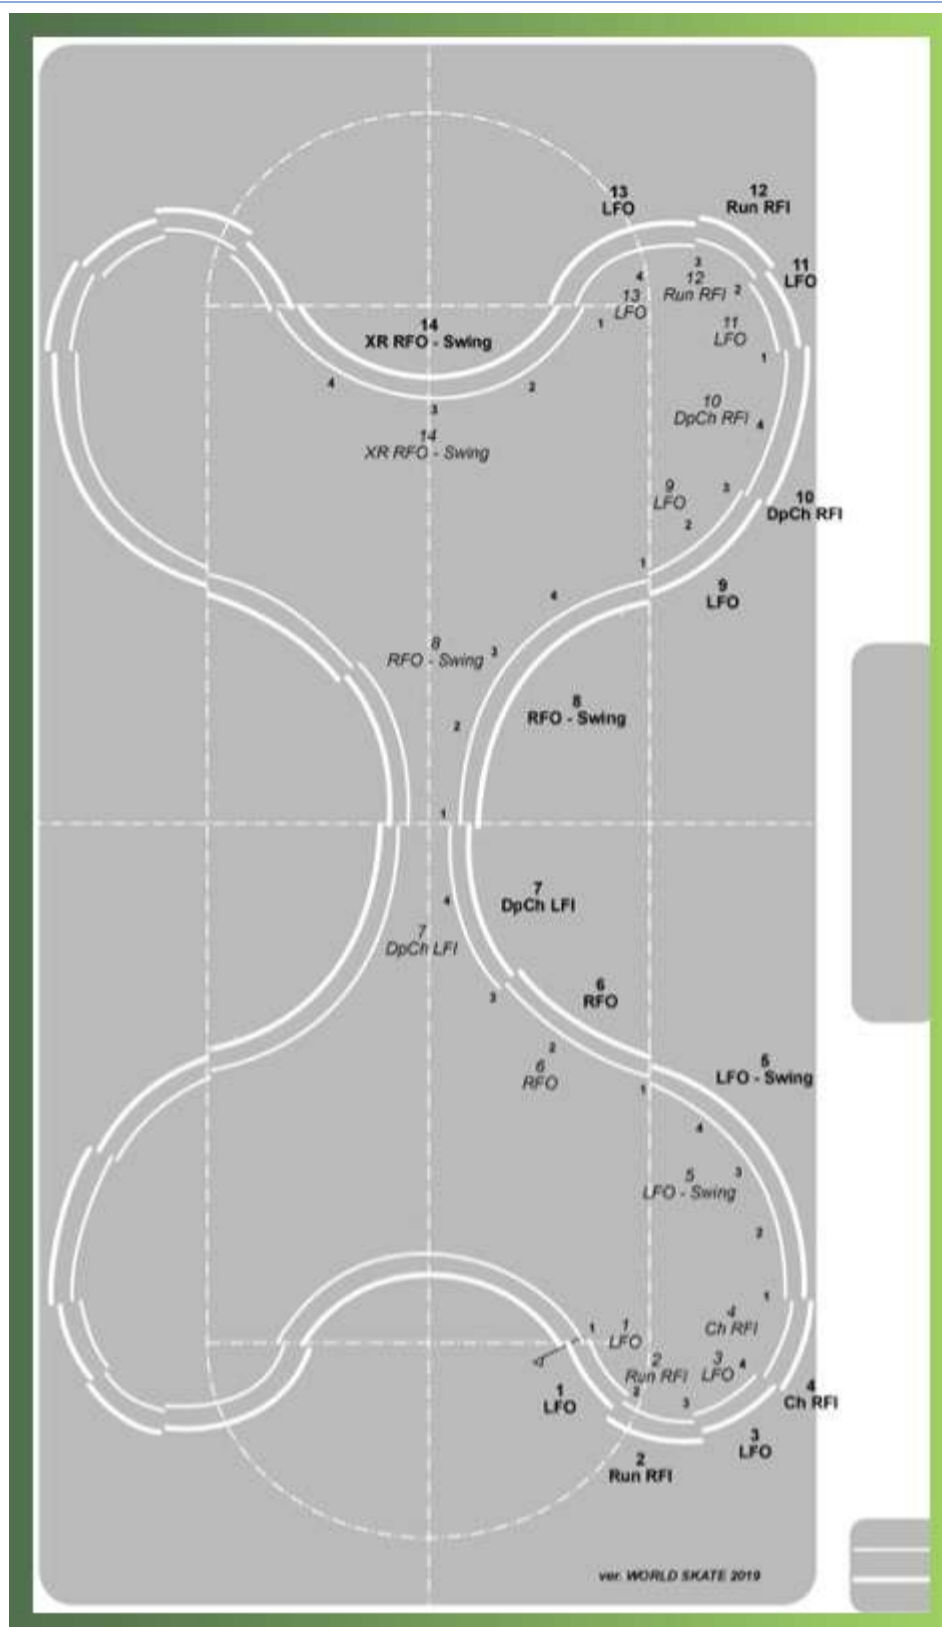 13
LFO
12
Run RFI
11
LFO
4
13
LFO
3
12
Run RFI
2
1
11
LFO
1
14
XR RFO - Swing
4
2
3
14
XR RFO - Swing
10
DpCh RFI
4
9
LFO
3
2
10
DpCh RFI
1
9
LFO
4
8
RFO - Swing
3
8
RFO - Swing
2
1
7
DpCh LFI
4
7
DpCh LFI
3
6
RFO
2
6
RFO
5
LFO - Swing
1
4
3
5
LFO - Swing
2
1
4
Ch RFI
1
1
LFO
2
Run RFI
3
LFO
4
4
Ch RFI
1
LFO
2
3
3
LFO
2
Run RFI
ver. WORLD SKATE 2019